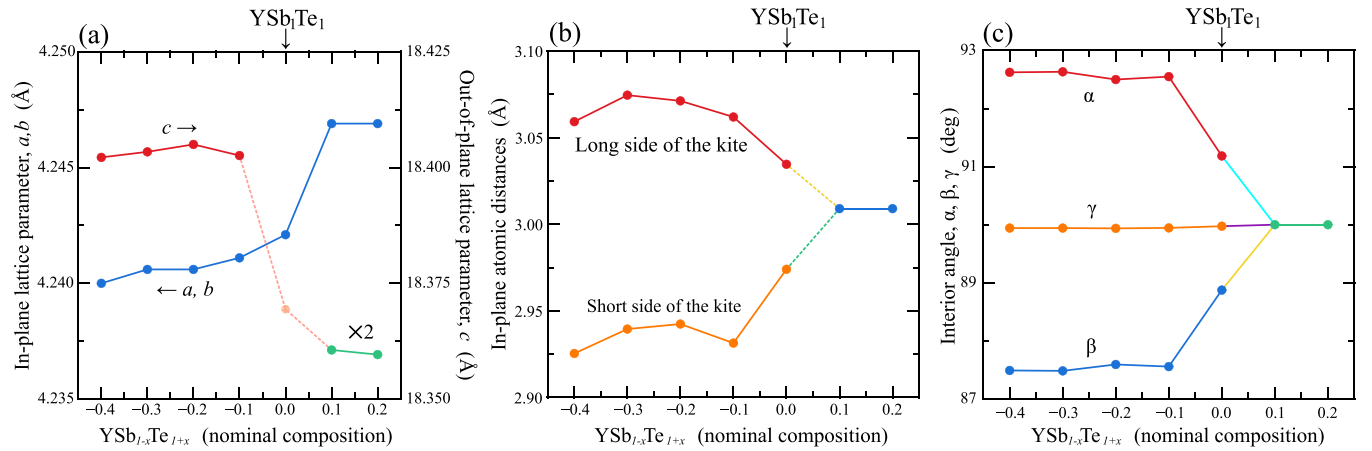 YSb₁Te₁
(a)
4.250
4.245
4.240
4.235
In-plane lattice parameter, a,b (Å)
c →
← a, b
×2
18.425
18.400
18.375
18.350
Out-of-plane lattice parameter, c (Å)
−0.4 −0.3 −0.2 −0.1 0.0 0.1 0.2
YSb₁₋ₓTe₁₊ₓ (nominal composition)
YSb₁Te₁
(b)
3.10
3.05
3.00
2.95
2.90
In-plane atomic distances (Å)
Long side of the kite
Short side of the kite
−0.4 −0.3 −0.2 −0.1 0.0 0.1 0.2
YSb₁₋ₓTe₁₊ₓ (nominal composition)
YSb₁Te₁
(c)
93
91
89
87
Interior angle, α, β, γ (deg)
α
γ
β
−0.4 −0.3 −0.2 −0.1 0.0 0.1 0.2
YSb₁₋ₓTe₁₊ₓ (nominal composition)